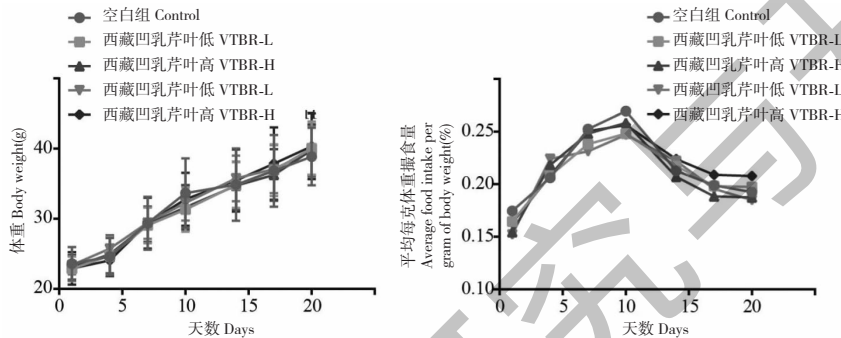 空白组 Control
西藏凹乳芹叶低 VTBR-L
西藏凹乳芹叶高 VTBR-H
西藏凹乳芹叶低 VTBR-L
西藏凹乳芹叶高 VTBR-H
体重 Body weight(g)
40
30
20
0
5
10
15
20
25
天数 Days
空白组 Control
西藏凹乳芹叶低 VTBR-L
西藏凹乳芹叶高 VTBR-H
西藏凹乳芹叶低 VTBR-L
西藏凹乳芹叶高 VTBR-H
平均每克体重撮食量
Average food intake per
gram of body weight(%)
0.25
0.20
0.15
0.10
0
5
10
15
20
25
天数 Days
究与